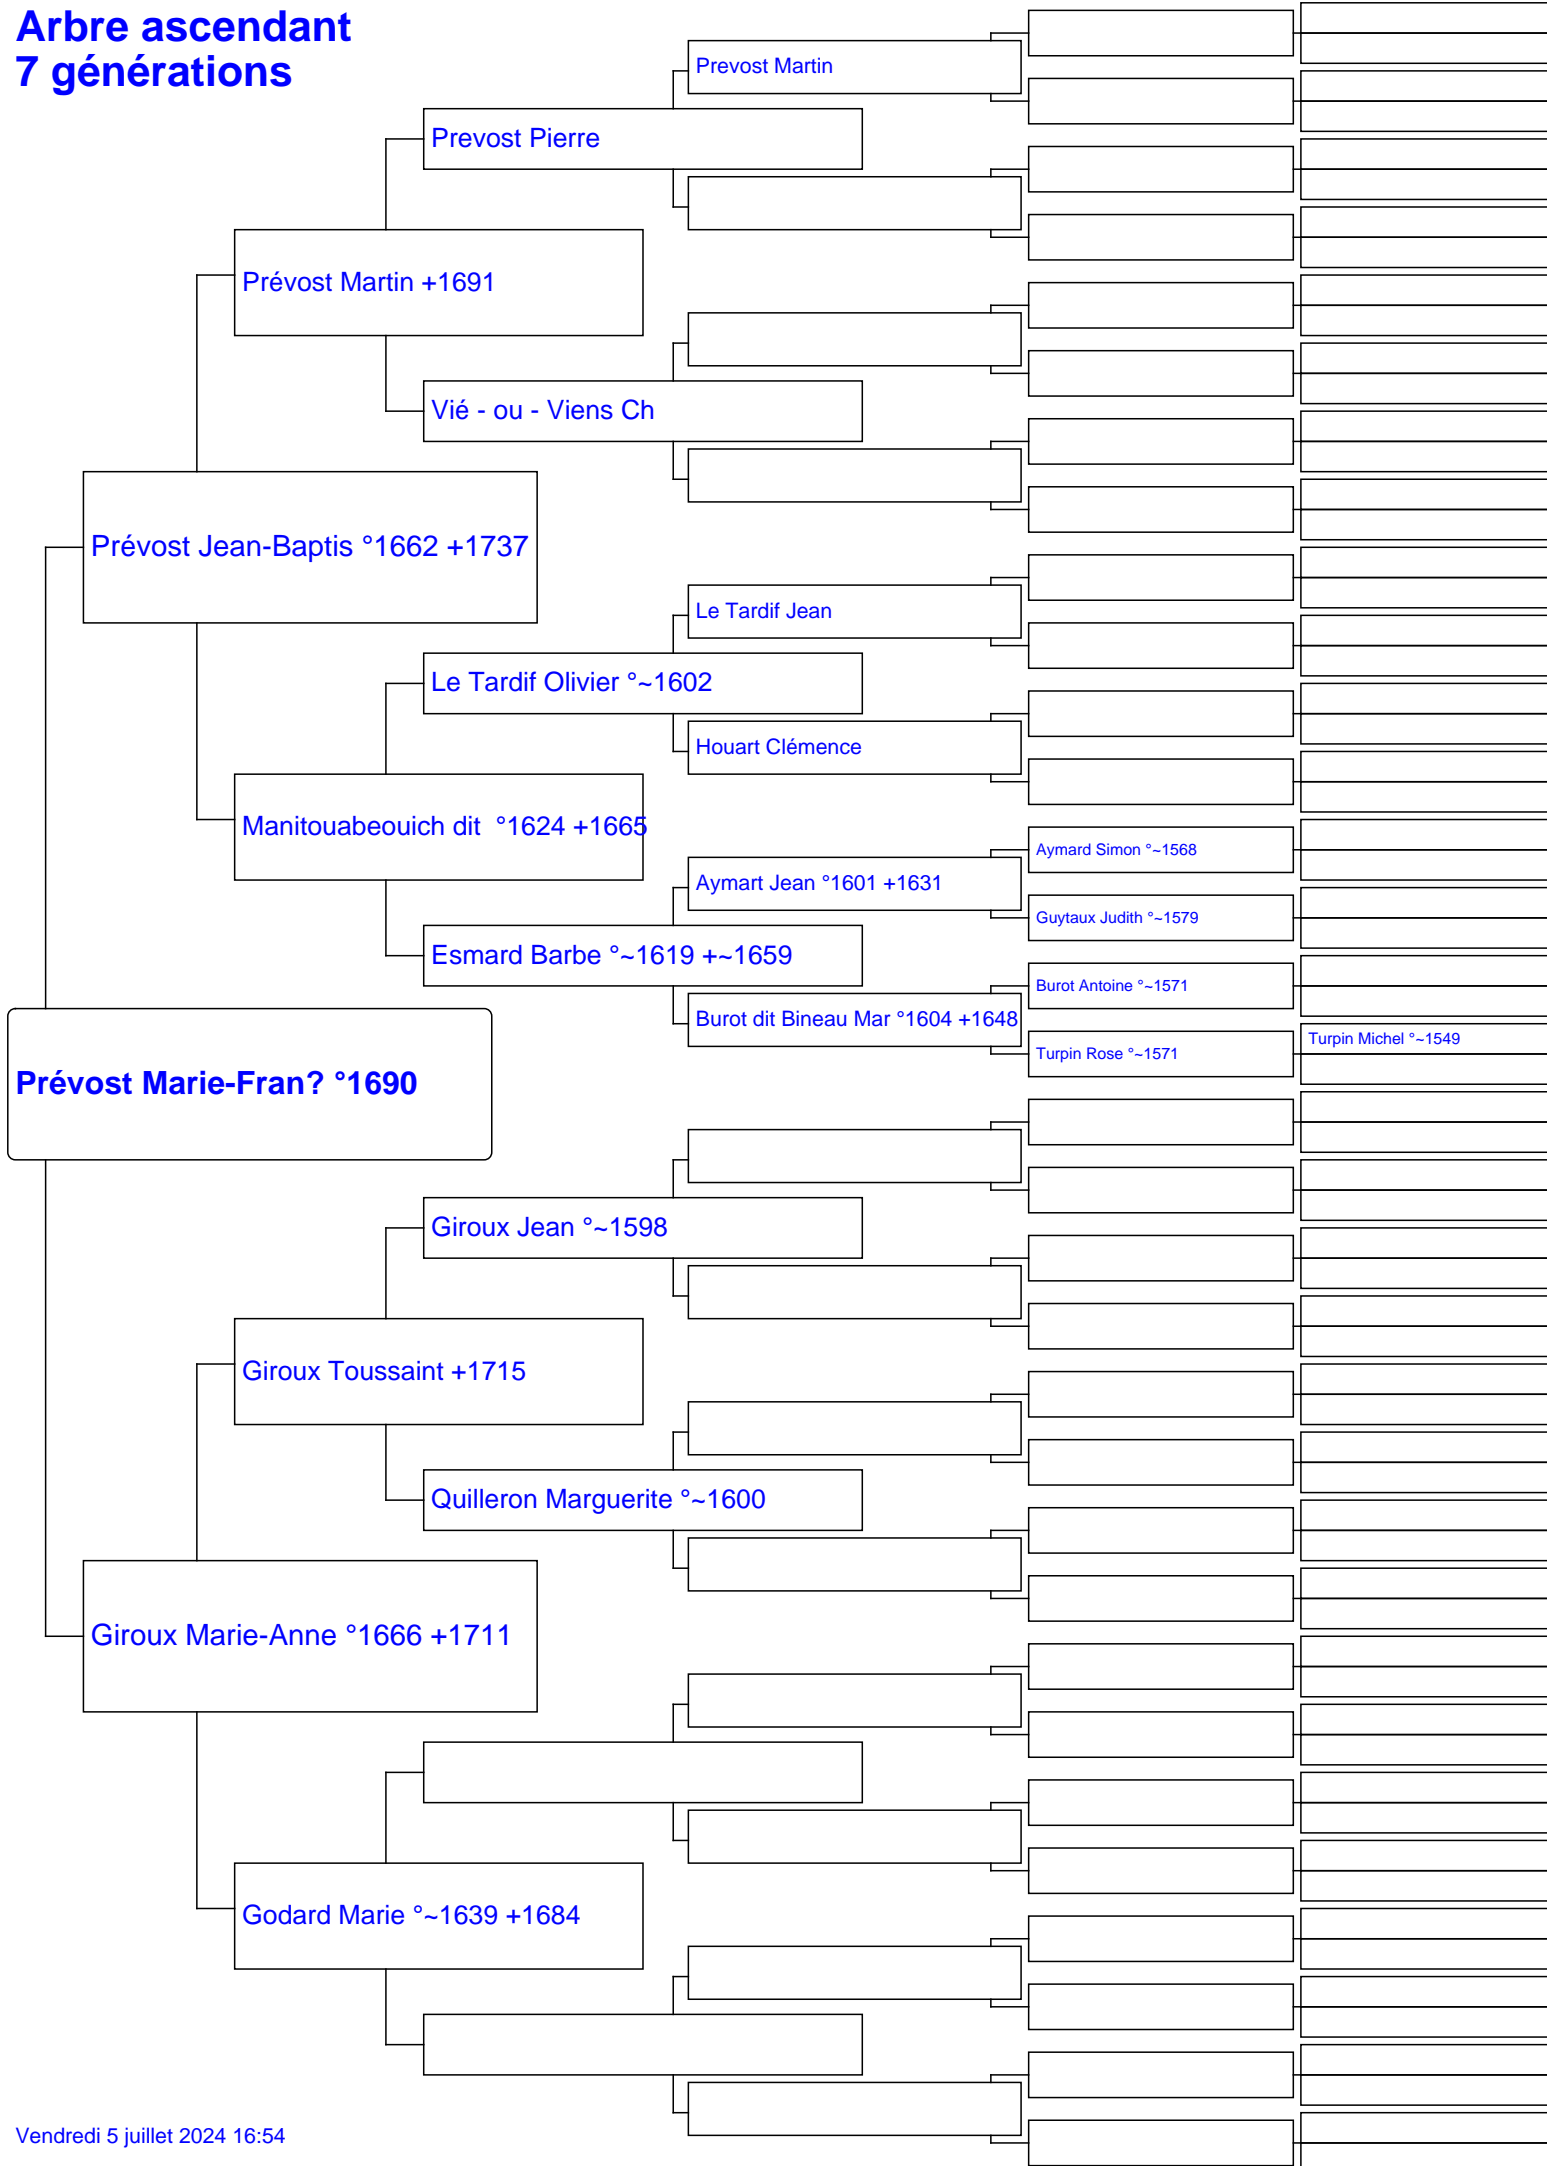 Arbre ascendant
7 générations
Prevost Martin
Prevost Pierre
Prévost Martin +1691
Vié - ou - Viens Ch
Prévost Jean-Baptis °1662 +1737
Le Tardif Jean
Le Tardif Olivier °~1602
Houart Clémence
Manitouabeouich dit  °1624 +1665
Aymard Simon °~1568
Aymart Jean °1601 +1631
Guytaux Judith °~1579
Esmard Barbe °~1619 +~1659
Burot Antoine °~1571
Burot dit Bineau Mar °1604 +1648
Turpin Michel °~1549
Turpin Rose °~1571
Prévost Marie-Fran? °1690
Giroux Jean °~1598
Giroux Toussaint +1715
Quilleron Marguerite °~1600
Giroux Marie-Anne °1666 +1711
Godard Marie °~1639 +1684
Vendredi 5 juillet 2024 16:54